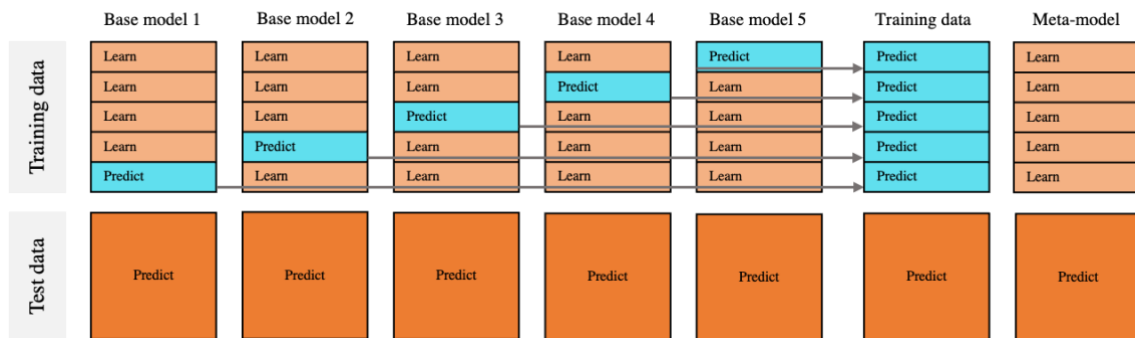 Base model 1 Base model 2 Base model 3 Base model 4 Base model 5 Training data Meta-model
Training data
Learn Learn Learn Learn Predict Predict Learn
Learn Learn Learn Predict Learn Predict Learn
Learn Learn Predict Learn Learn Predict Learn
Learn Predict Learn Learn Learn Predict Learn
Predict Learn Learn Learn Learn Predict Learn
Test data
Predict Predict Predict Predict Predict Predict Predict